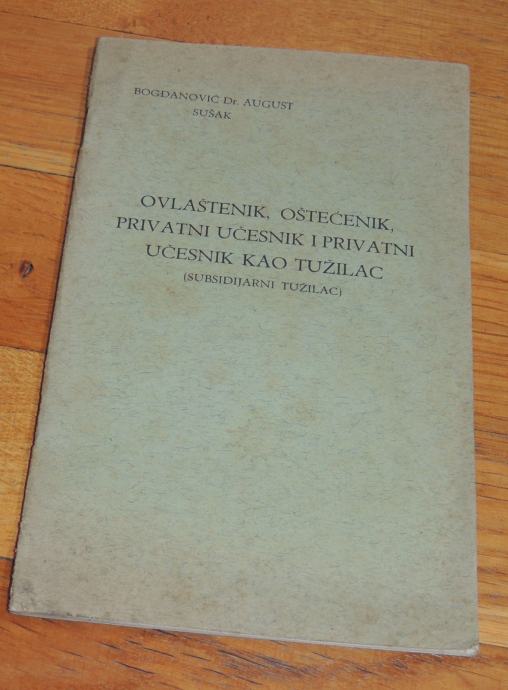 BOGDANOVIĆ Dr. AUGUST
SUŠAK
OVLAŠTENIK, OŠTEĆENIK,
PRIVATNI UČESNIK I PRIVATNI
UČESNIK KAO TUŽILAC
(SUBSIDIJARNI TUŽILAC)